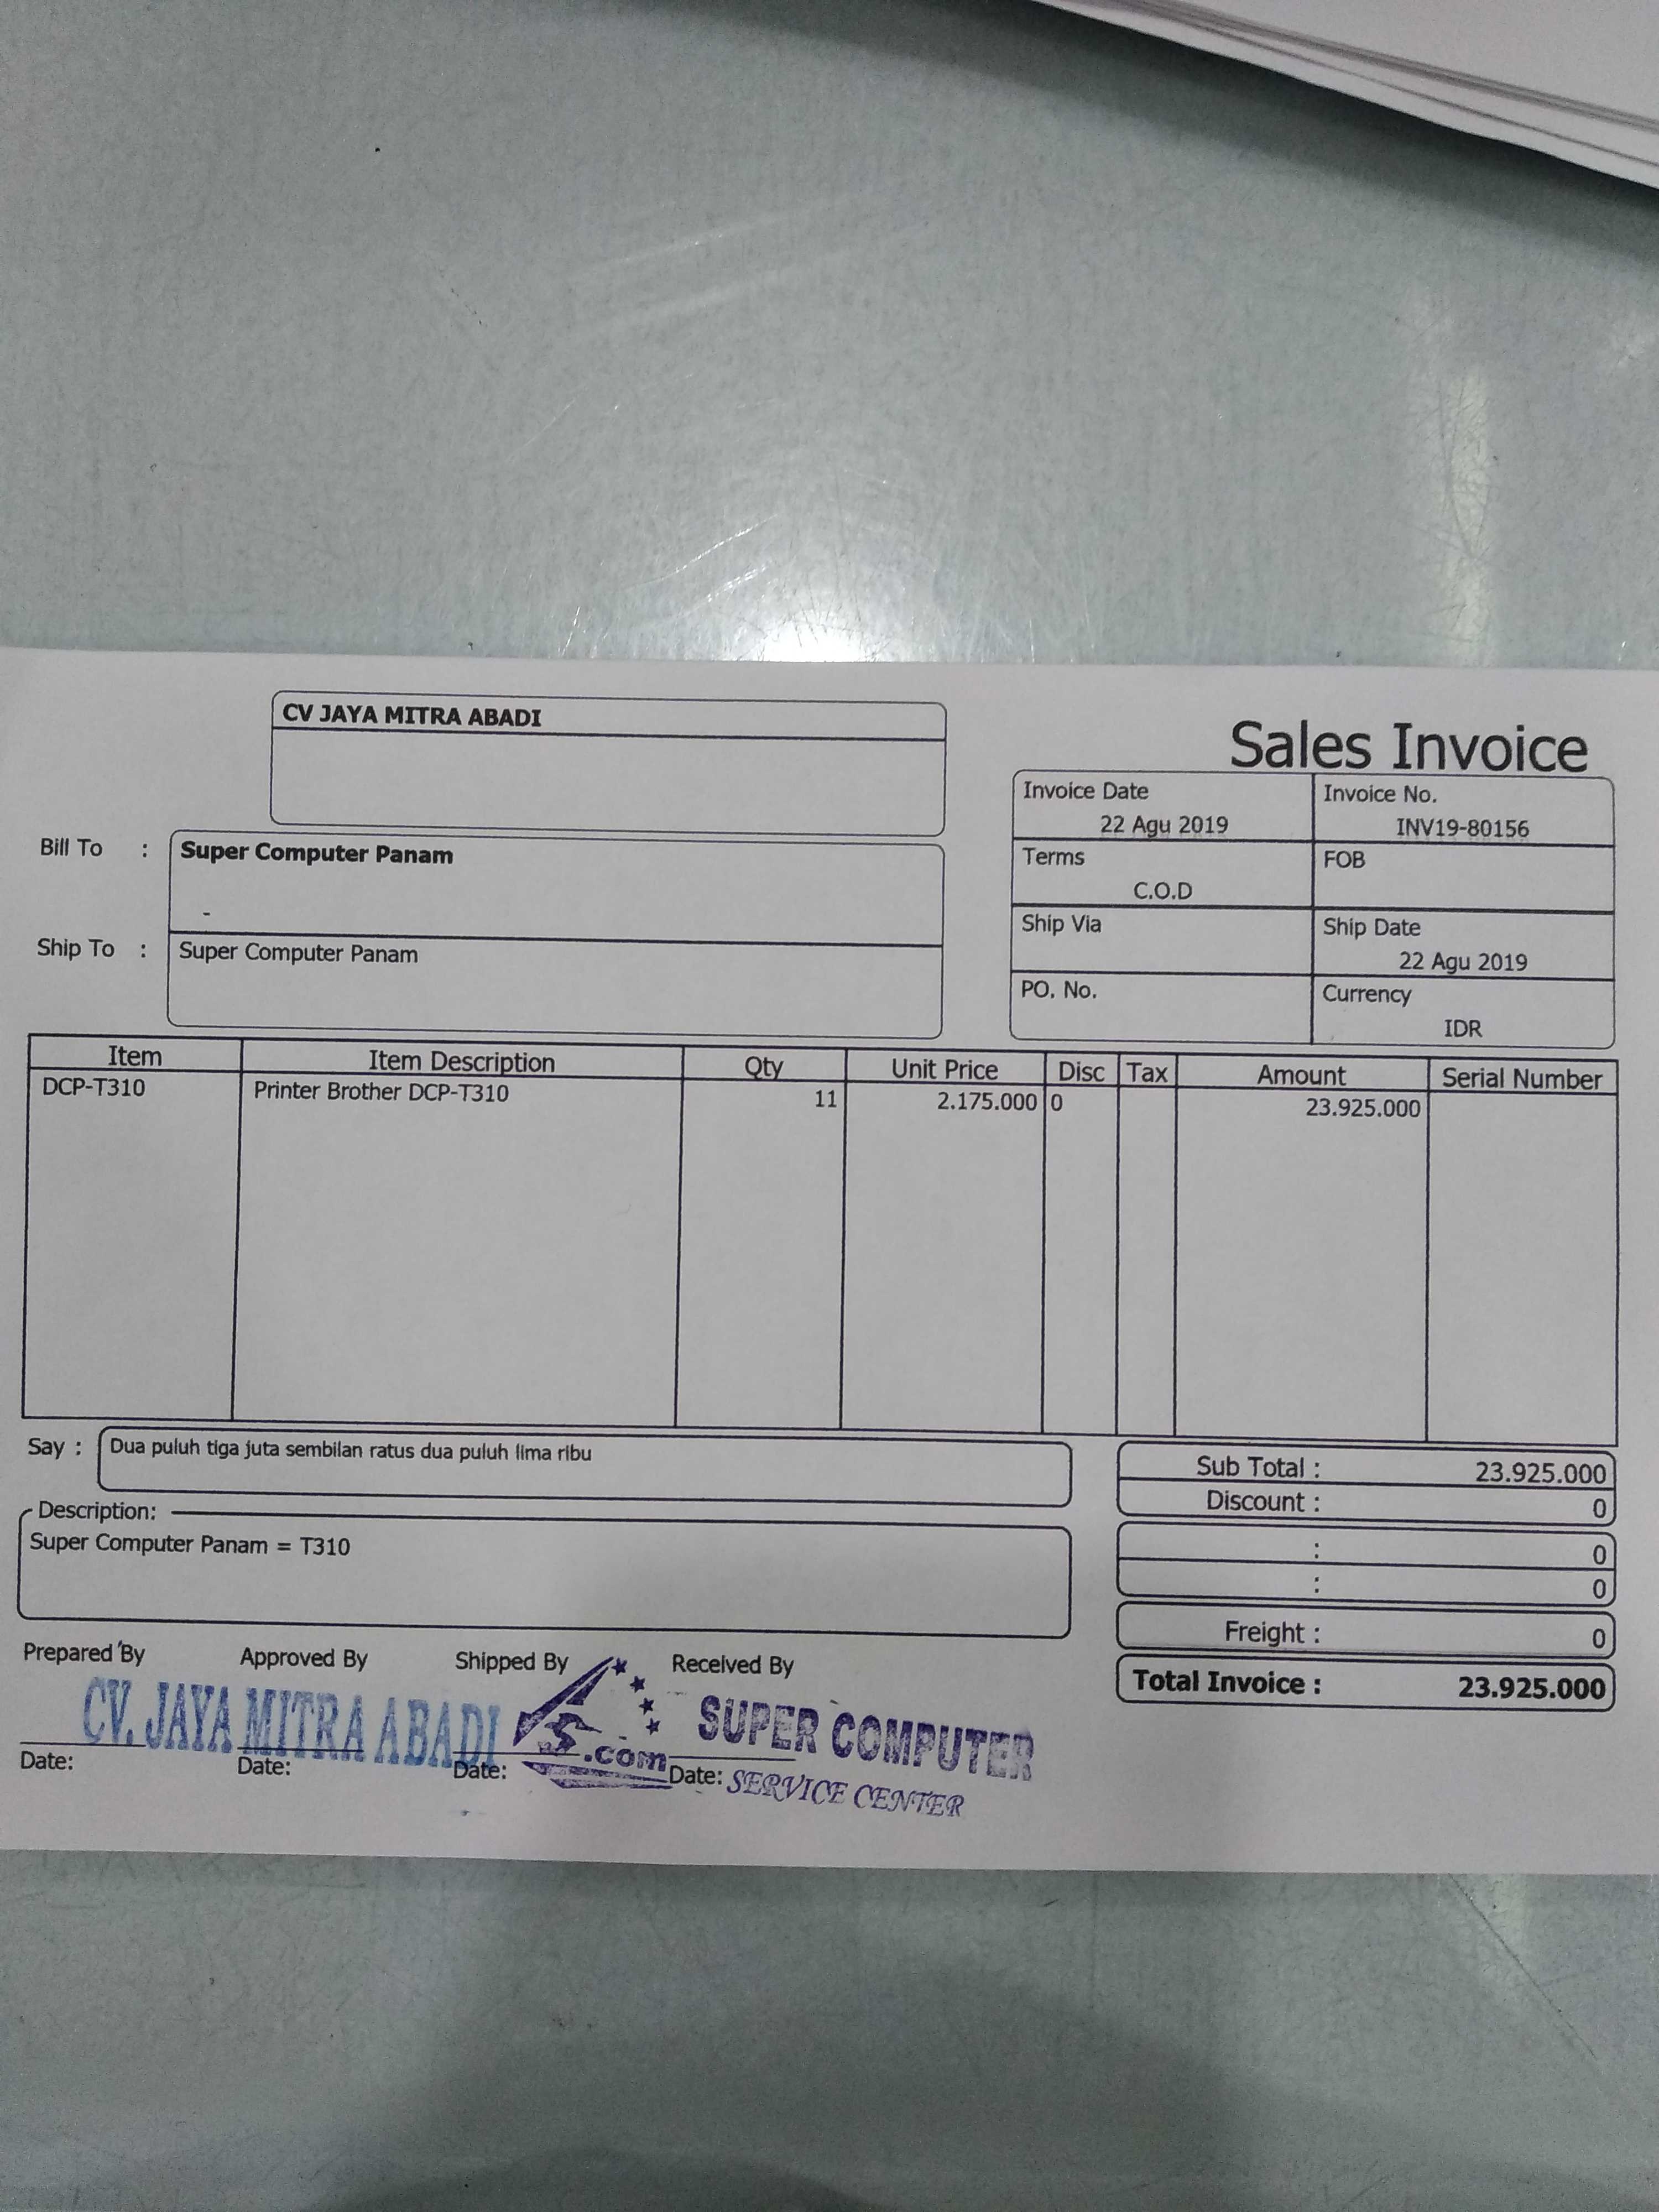 CV JAYA MITRA ABADI
Sales Invoice
Invoice Date
22 Agu 2019
Invoice No.
INV19-80156
Terms
C.O.D
FOB
Ship Via
Ship Date
22 Agu 2019
PO. No.
Currency
IDR
Bill To :
Super Computer Panam
-
Ship To :
Super Computer Panam
Item Item Description Qty Unit Price Disc Tax Amount Serial Number
DCP-T310 Printer Brother DCP-T310 11 2.175.000 0 23.925.000
Say : Dua puluh tiga juta sembilan ratus dua puluh lima ribu
Description:
Super Computer Panam = T310
Sub Total : 23.925.000
Discount : 0
: 0
: 0
Freight : 0
Total Invoice : 23.925.000
Prepared By Approved By Shipped By Received By
CV. JAYA MITRA ABADI
S.com
SUPER COMPUTER
SERVICE CENTER
Date: Date: Date: Date: